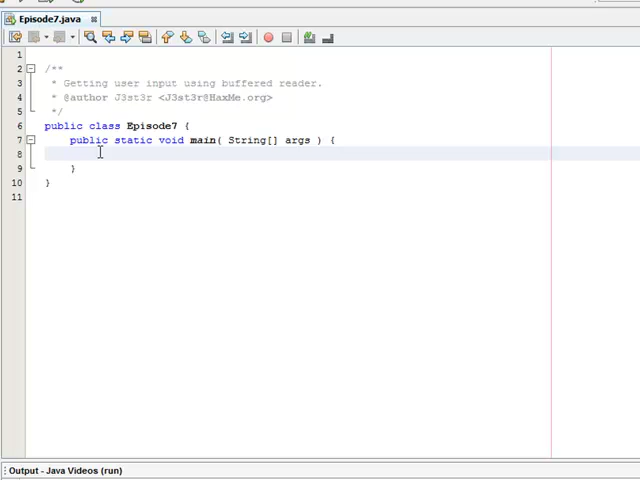 Episode7.java
1
2 /**
3 * Getting user input using buffered reader.
4 * @author J3st3r <J3st3r@HaxMe.org>
5 */
6 public class Episode7 {
7 public static void main( String[] args ) {
8
9 }
10 }
11
Output - Java Videos (run)